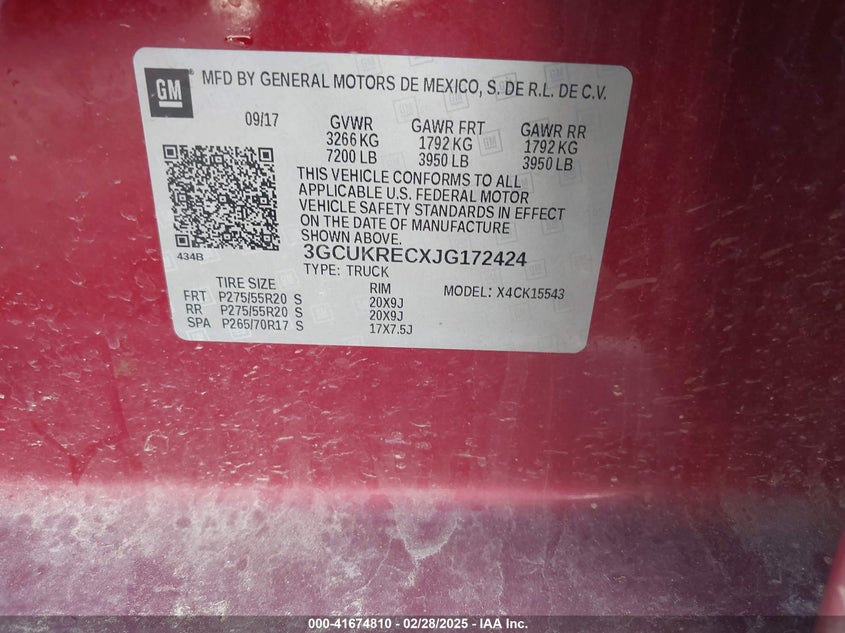 GM
MFD BY GENERAL MOTORS DE MEXICO, S. DE R.L. DE C.V.
09/17 GVWR GAWR FRT GAWR RR
3266 KG 1792 KG 1792 KG
7200 LB 3950 LB 3950 LB
THIS VEHICLE CONFORMS TO ALL
APPLICABLE U.S. FEDERAL MOTOR
VEHICLE SAFETY STANDARDS IN EFFECT
ON THE DATE OF MANUFACTURE
SHOWN ABOVE.
434B
3GCUKRECXJG172424
TYPE: TRUCK
TIRE SIZE RIM MODEL: X4CK15543
FRT P275/55R20 S 20X9J
RR P275/55R20 S 20X9J
SPA P265/70R17 S 17X7.5J
000-41674810 / 02/28/2025 - IAA Inc.